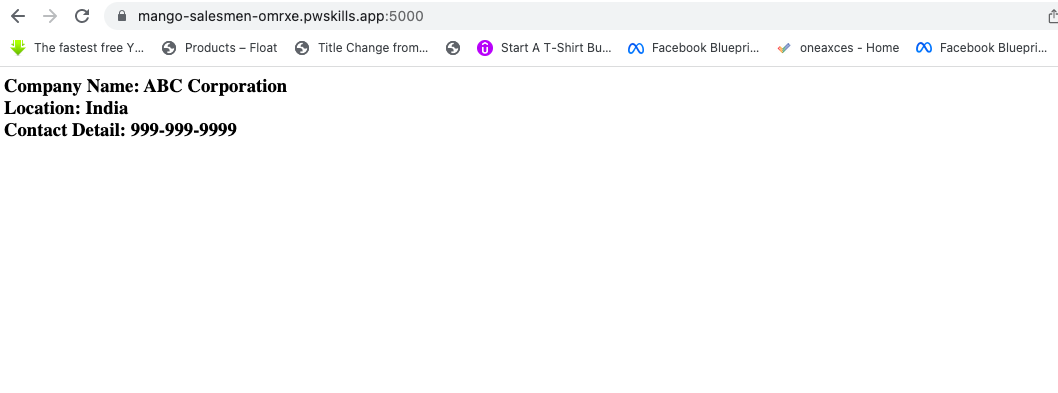 mango-salesmen-omrxe.pwskills.app:5000
The fastest free Y... Products – Float Title Change from... Start A T-Shirt Bu... Facebook Bluepri... oneaxces - Home Facebook Bluepri...
Company Name: ABC Corporation
Location: India
Contact Detail: 999-999-9999